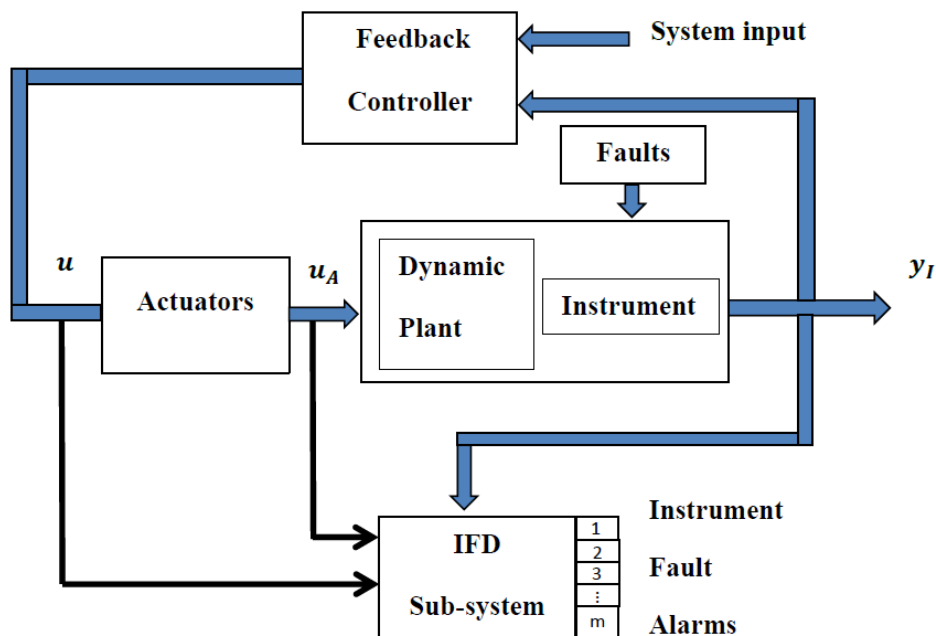 Feedback
Controller
System input
Faults
u
Actuators
u_A
Dynamic
Plant
Instrument
y_I
IFD
Sub-system
1
2
3
⋮
m
Instrument
Fault
Alarms